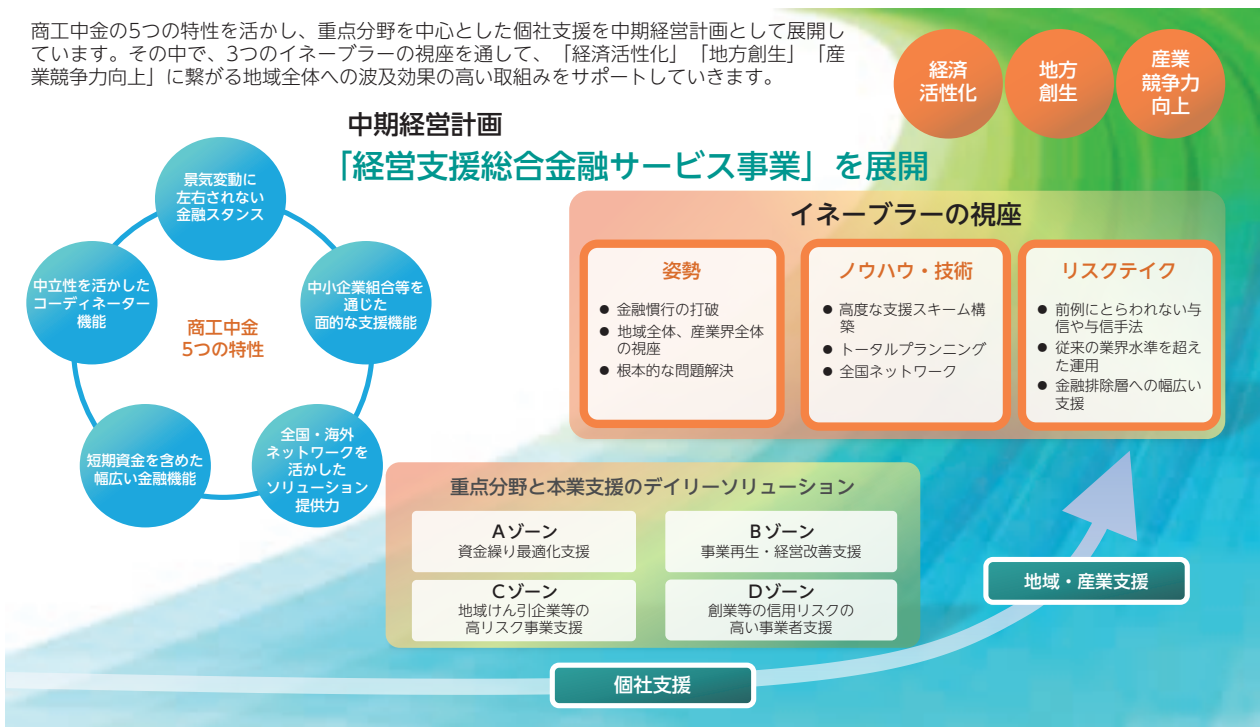 商工中金の5つの特性を活かし、重点分野を中心とした個社支援を中期経営計画として展開し
ています。その中で、3つのイネーブラーの視座を通して、「経済活性化」「地方創生」「産
業競争力向上」に繋がる地域全体への波及効果の高い取組みをサポートしていきます。
経済
活性化
地方
創生
産業
競争力
向上
中期経営計画
「経営支援総合金融サービス事業」を展開
景気変動に
左右されない
金融スタンス
中立性を活かした
コーディネーター
機能
中小企業組合等を
通じた
面的な支援機能
商工中金
5つの特性
短期資金を含めた
幅広い金融機能
全国・海外
ネットワークを
活かした
ソリューション
提供力
イネーブラーの視座
姿勢
● 金融慣行の打破
● 地域全体、産業界全体
の視座
● 根本的な問題解決
ノウハウ・技術
● 高度な支援スキーム構
築
● トータルプランニング
● 全国ネットワーク
リスクテイク
● 前例にとらわれない与
信や与信手法
● 従来の業界水準を超え
た運用
● 金融排除層への幅広い
支援
重点分野と本業支援のデイリーソリューション
Aゾーン
資金繰り最適化支援
Bゾーン
事業再生・経営改善支援
Cゾーン
地域けん引企業等の
高リスク事業支援
Dゾーン
創業等の信用リスクの
高い事業者支援
地域・産業支援
個社支援